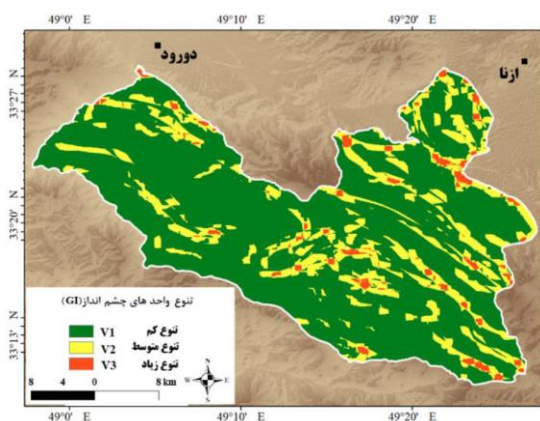 49°0' E
49°10' E
49°20' E
دورود
ازنا
33°27' N
33°20' N
33°13' N
تنوع واحد های چشم انداز(GI)
V1 تنوع کم
V2 تنوع متوسط
V3 تنوع زیاد
8 4 0 8 km
N
W E
S
49°0' E
49°10' E
49°20' E